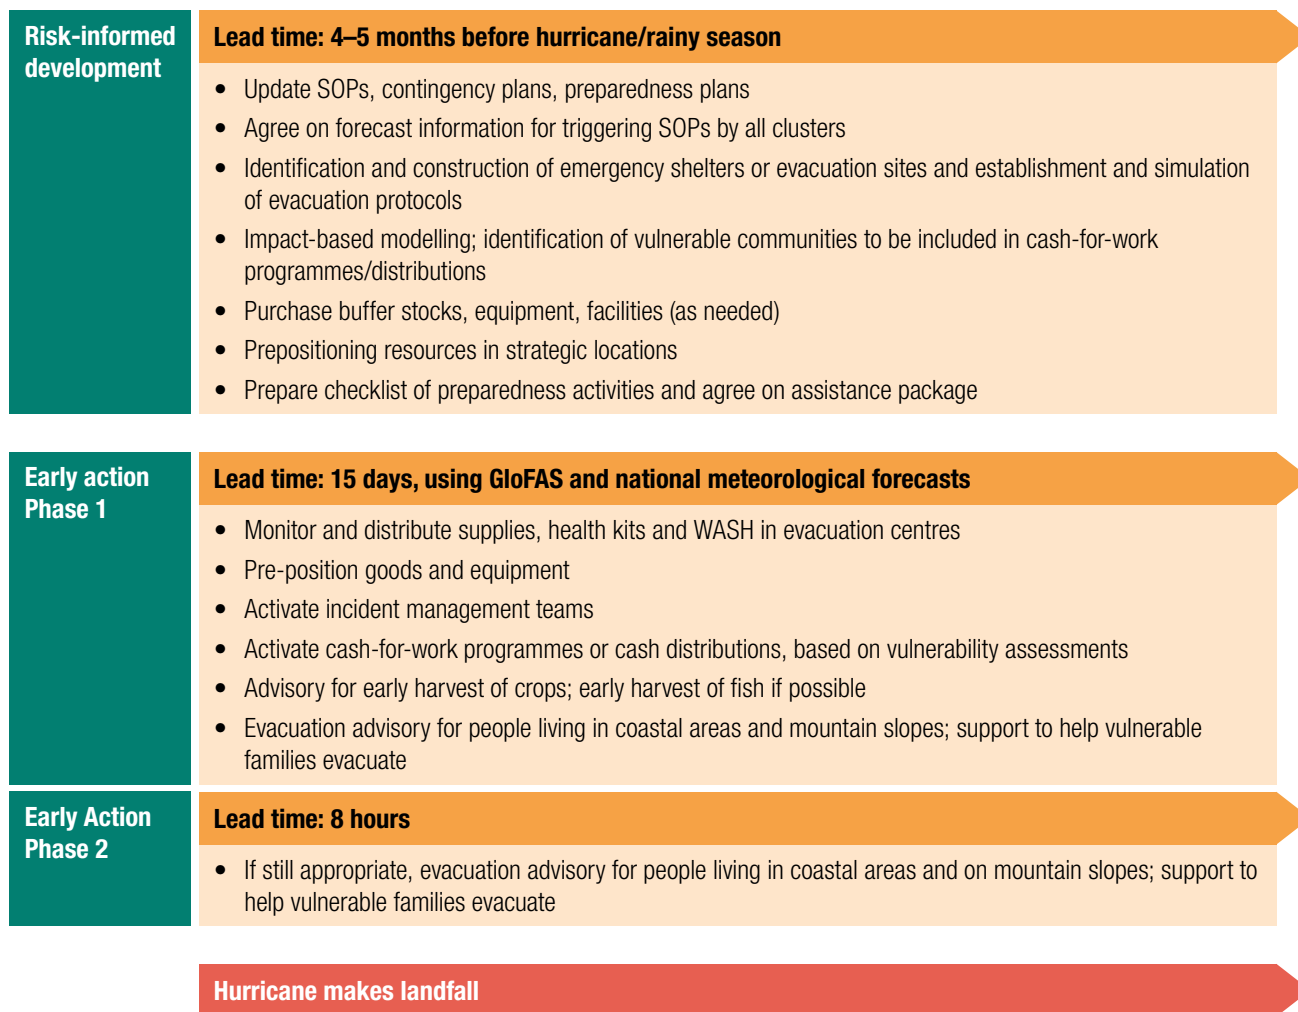 Risk-informed
development
Lead time: 4–5 months before hurricane/rainy season
• Update SOPs, contingency plans, preparedness plans
• Agree on forecast information for triggering SOPs by all clusters
• Identification and construction of emergency shelters or evacuation sites and establishment and simulation
of evacuation protocols
• Impact-based modelling; identification of vulnerable communities to be included in cash-for-work
programmes/distributions
• Purchase buffer stocks, equipment, facilities (as needed)
• Prepositioning resources in strategic locations
• Prepare checklist of preparedness activities and agree on assistance package
Early action
Phase 1
Lead time: 15 days, using GloFAS and national meteorological forecasts
• Monitor and distribute supplies, health kits and WASH in evacuation centres
• Pre-position goods and equipment
• Activate incident management teams
• Activate cash-for-work programmes or cash distributions, based on vulnerability assessments
• Advisory for early harvest of crops; early harvest of fish if possible
• Evacuation advisory for people living in coastal areas and mountain slopes; support to help vulnerable
families evacuate
Early Action
Phase 2
Lead time: 8 hours
• If still appropriate, evacuation advisory for people living in coastal areas and on mountain slopes; support to
help vulnerable families evacuate
Hurricane makes landfall